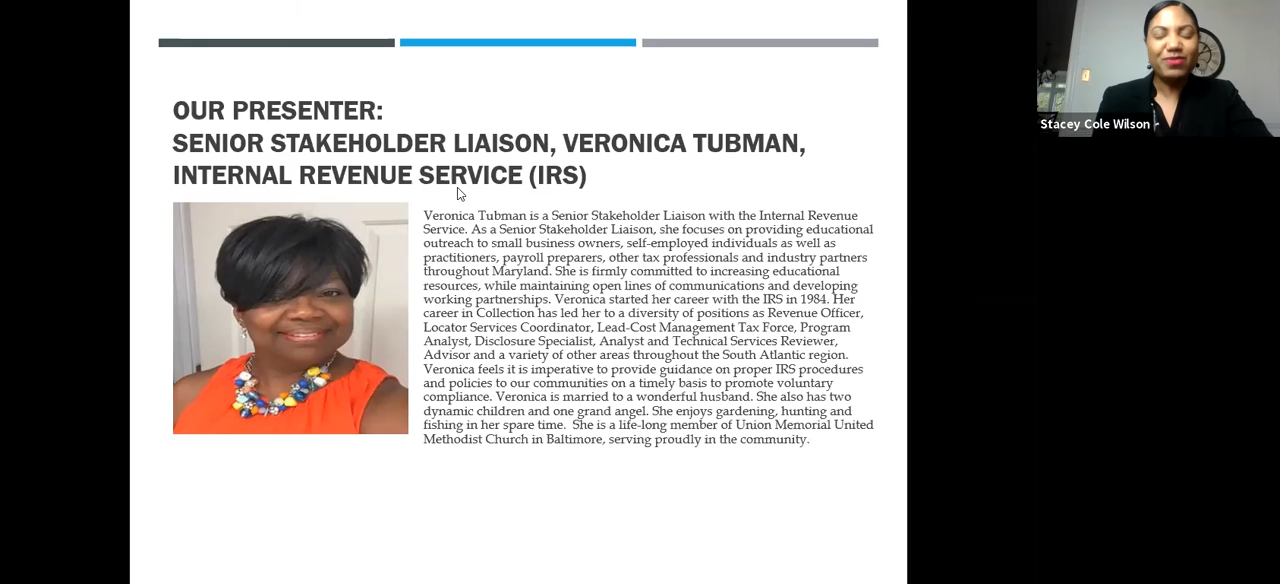 OUR PRESENTER:
SENIOR STAKEHOLDER LIAISON, VERONICA TUBMAN,
INTERNAL REVENUE SERVICE (IRS)
Veronica Tubman is a Senior Stakeholder Liaison with the Internal Revenue
Service. As a Senior Stakeholder Liaison, she focuses on providing educational
outreach to small business owners, self-employed individuals as well as
practitioners, payroll preparers, other tax professionals and industry partners
throughout Maryland. She is firmly committed to increasing educational
resources, while maintaining open lines of communications and developing
working partnerships. Veronica started her career with the IRS in 1984. Her
career in Collection has led her to a diversity of positions as Revenue Officer,
Locator Services Coordinator, Lead-Cost Management Tax Force, Program
Analyst, Disclosure Specialist, Analyst and Technical Services Reviewer,
Advisor and a variety of other areas throughout the South Atlantic region.
Veronica feels it is imperative to provide guidance on proper IRS procedures
and policies to our communities on a timely basis to promote voluntary
compliance. Veronica is married to a wonderful husband. She also has two
dynamic children and one grand angel. She enjoys gardening, hunting and
fishing in her spare time. She is a life-long member of Union Memorial United
Methodist Church in Baltimore, serving proudly in the community.
Stacey Cole Wilson -